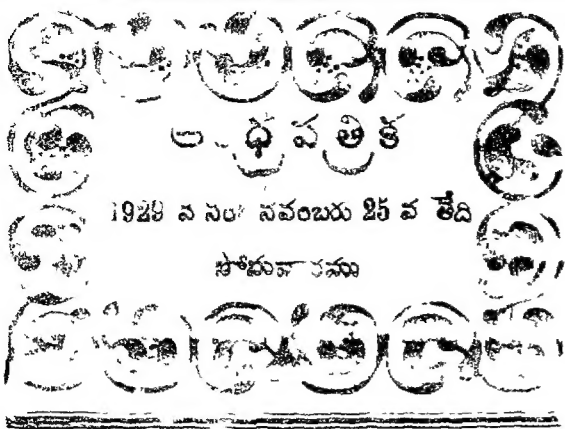 ఆంధ్రపత్రిక
1929 వ సం॥ నవంబరు 25 వ తేది
సోమవారము